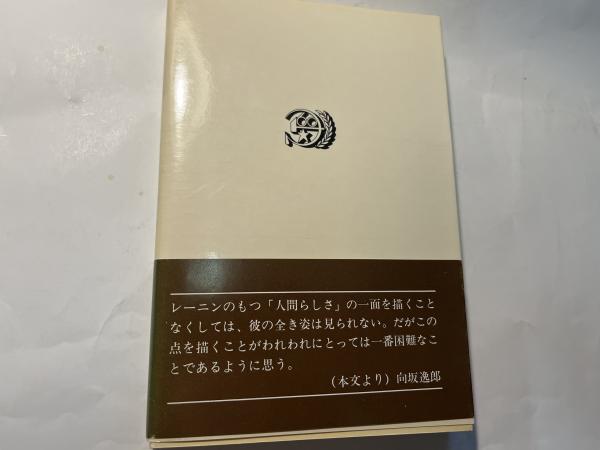 レーニンのもつ「人間らしさ」の一面を描くこと
なくしては、彼の全き姿は見られない。だがこの
点を描くことがわれわれにとっては一番困難なこ
とであるように思う。
（本文より）向坂逸郎